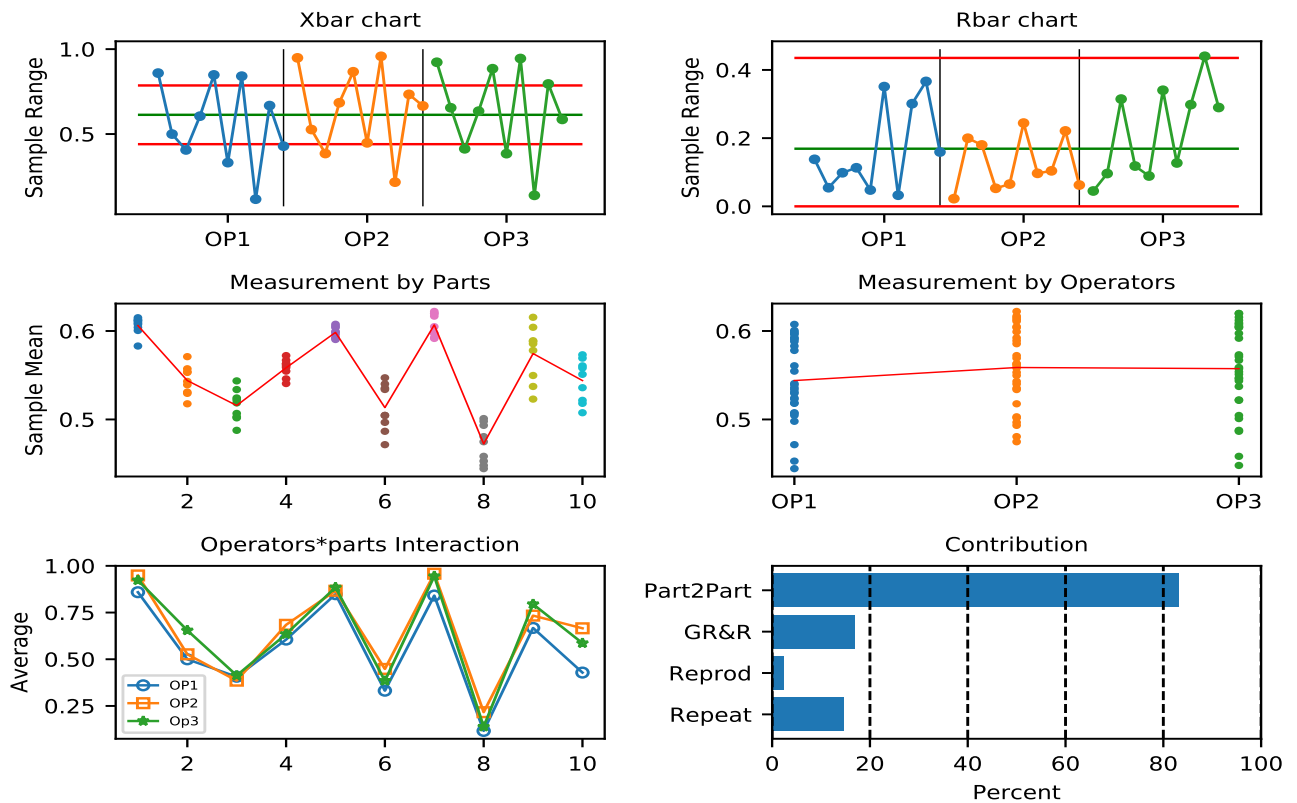 Xbar chart
Sample Range
1.0
0.5
OP1 OP2 OP3
Rbar chart
Sample Range
0.4
0.2
0.0
OP1 OP2 OP3
Measurement by Parts
Sample Mean
0.6
0.5
2 4 6 8 10
Measurement by Operators
0.6
0.5
OP1 OP2 OP3
Operators*parts Interaction
Average
1.00
0.75
0.50
0.25
OP1
OP2
Op3
2 4 6 8 10
Contribution
Part2Part
GR&R
Reprod
Repeat
0 20 40 60 80 100
Percent